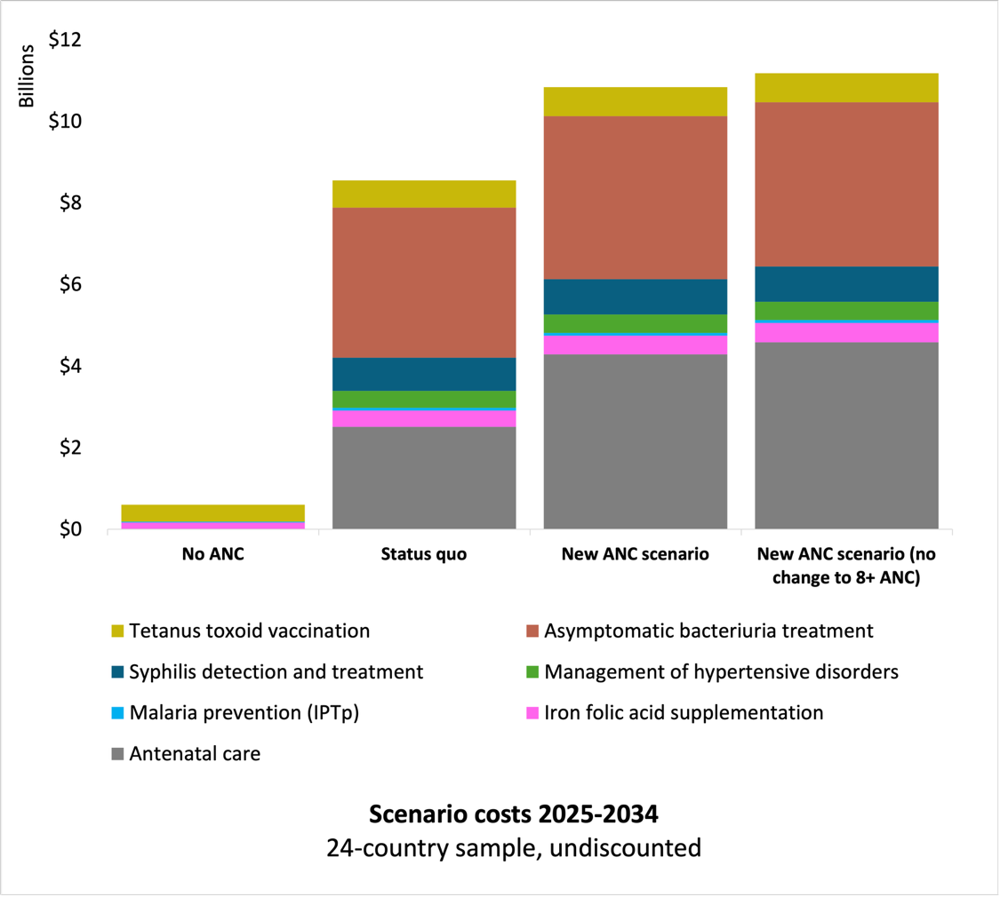 Billions
$12
$10
$8
$6
$4
$2
$0
No ANC
Status quo
New ANC scenario
New ANC scenario (no
change to 8+ ANC)
Tetanus toxoid vaccination
Asymptomatic bacteriuria treatment
Syphilis detection and treatment
Management of hypertensive disorders
Malaria prevention (IPTp)
Iron folic acid supplementation
Antenatal care
Scenario costs 2025-2034
24-country sample, undiscounted